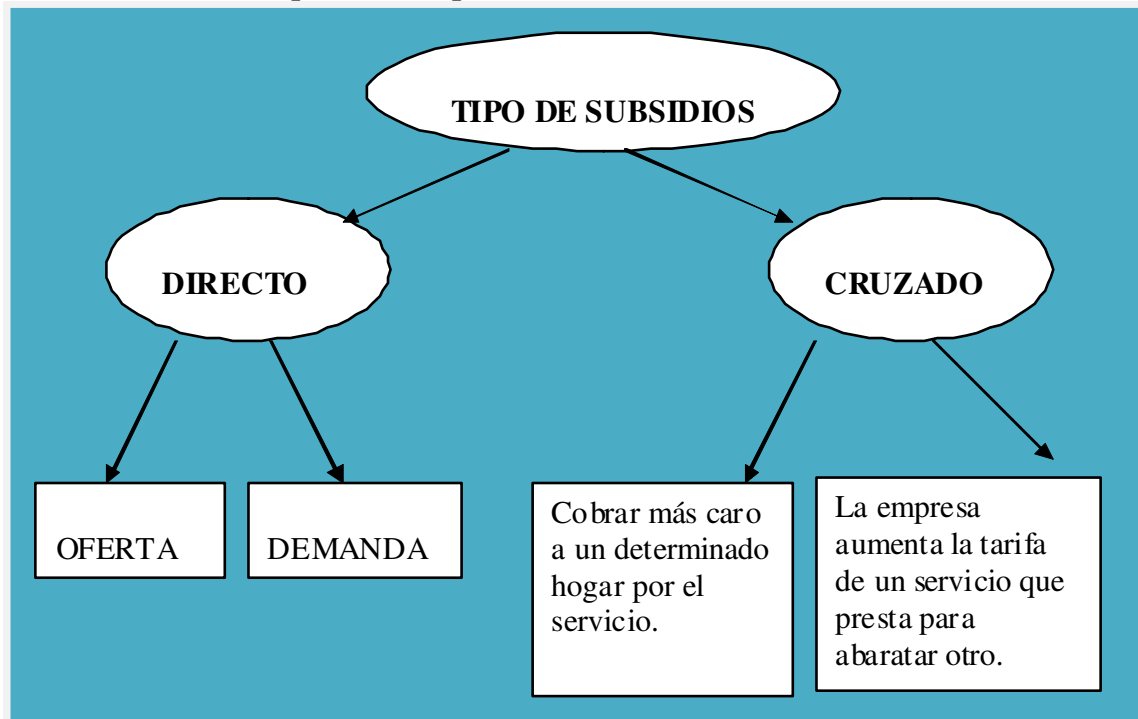 TIPO DE SUBSIDIOS
DIRECTO
CRUZADO
OFERTA
DEMANDA
Cobrar más caro
a un determinado
hogar por el
servicio.
La empresa
aumenta la tarifa
de un servicio que
presta para
abaratar otro.